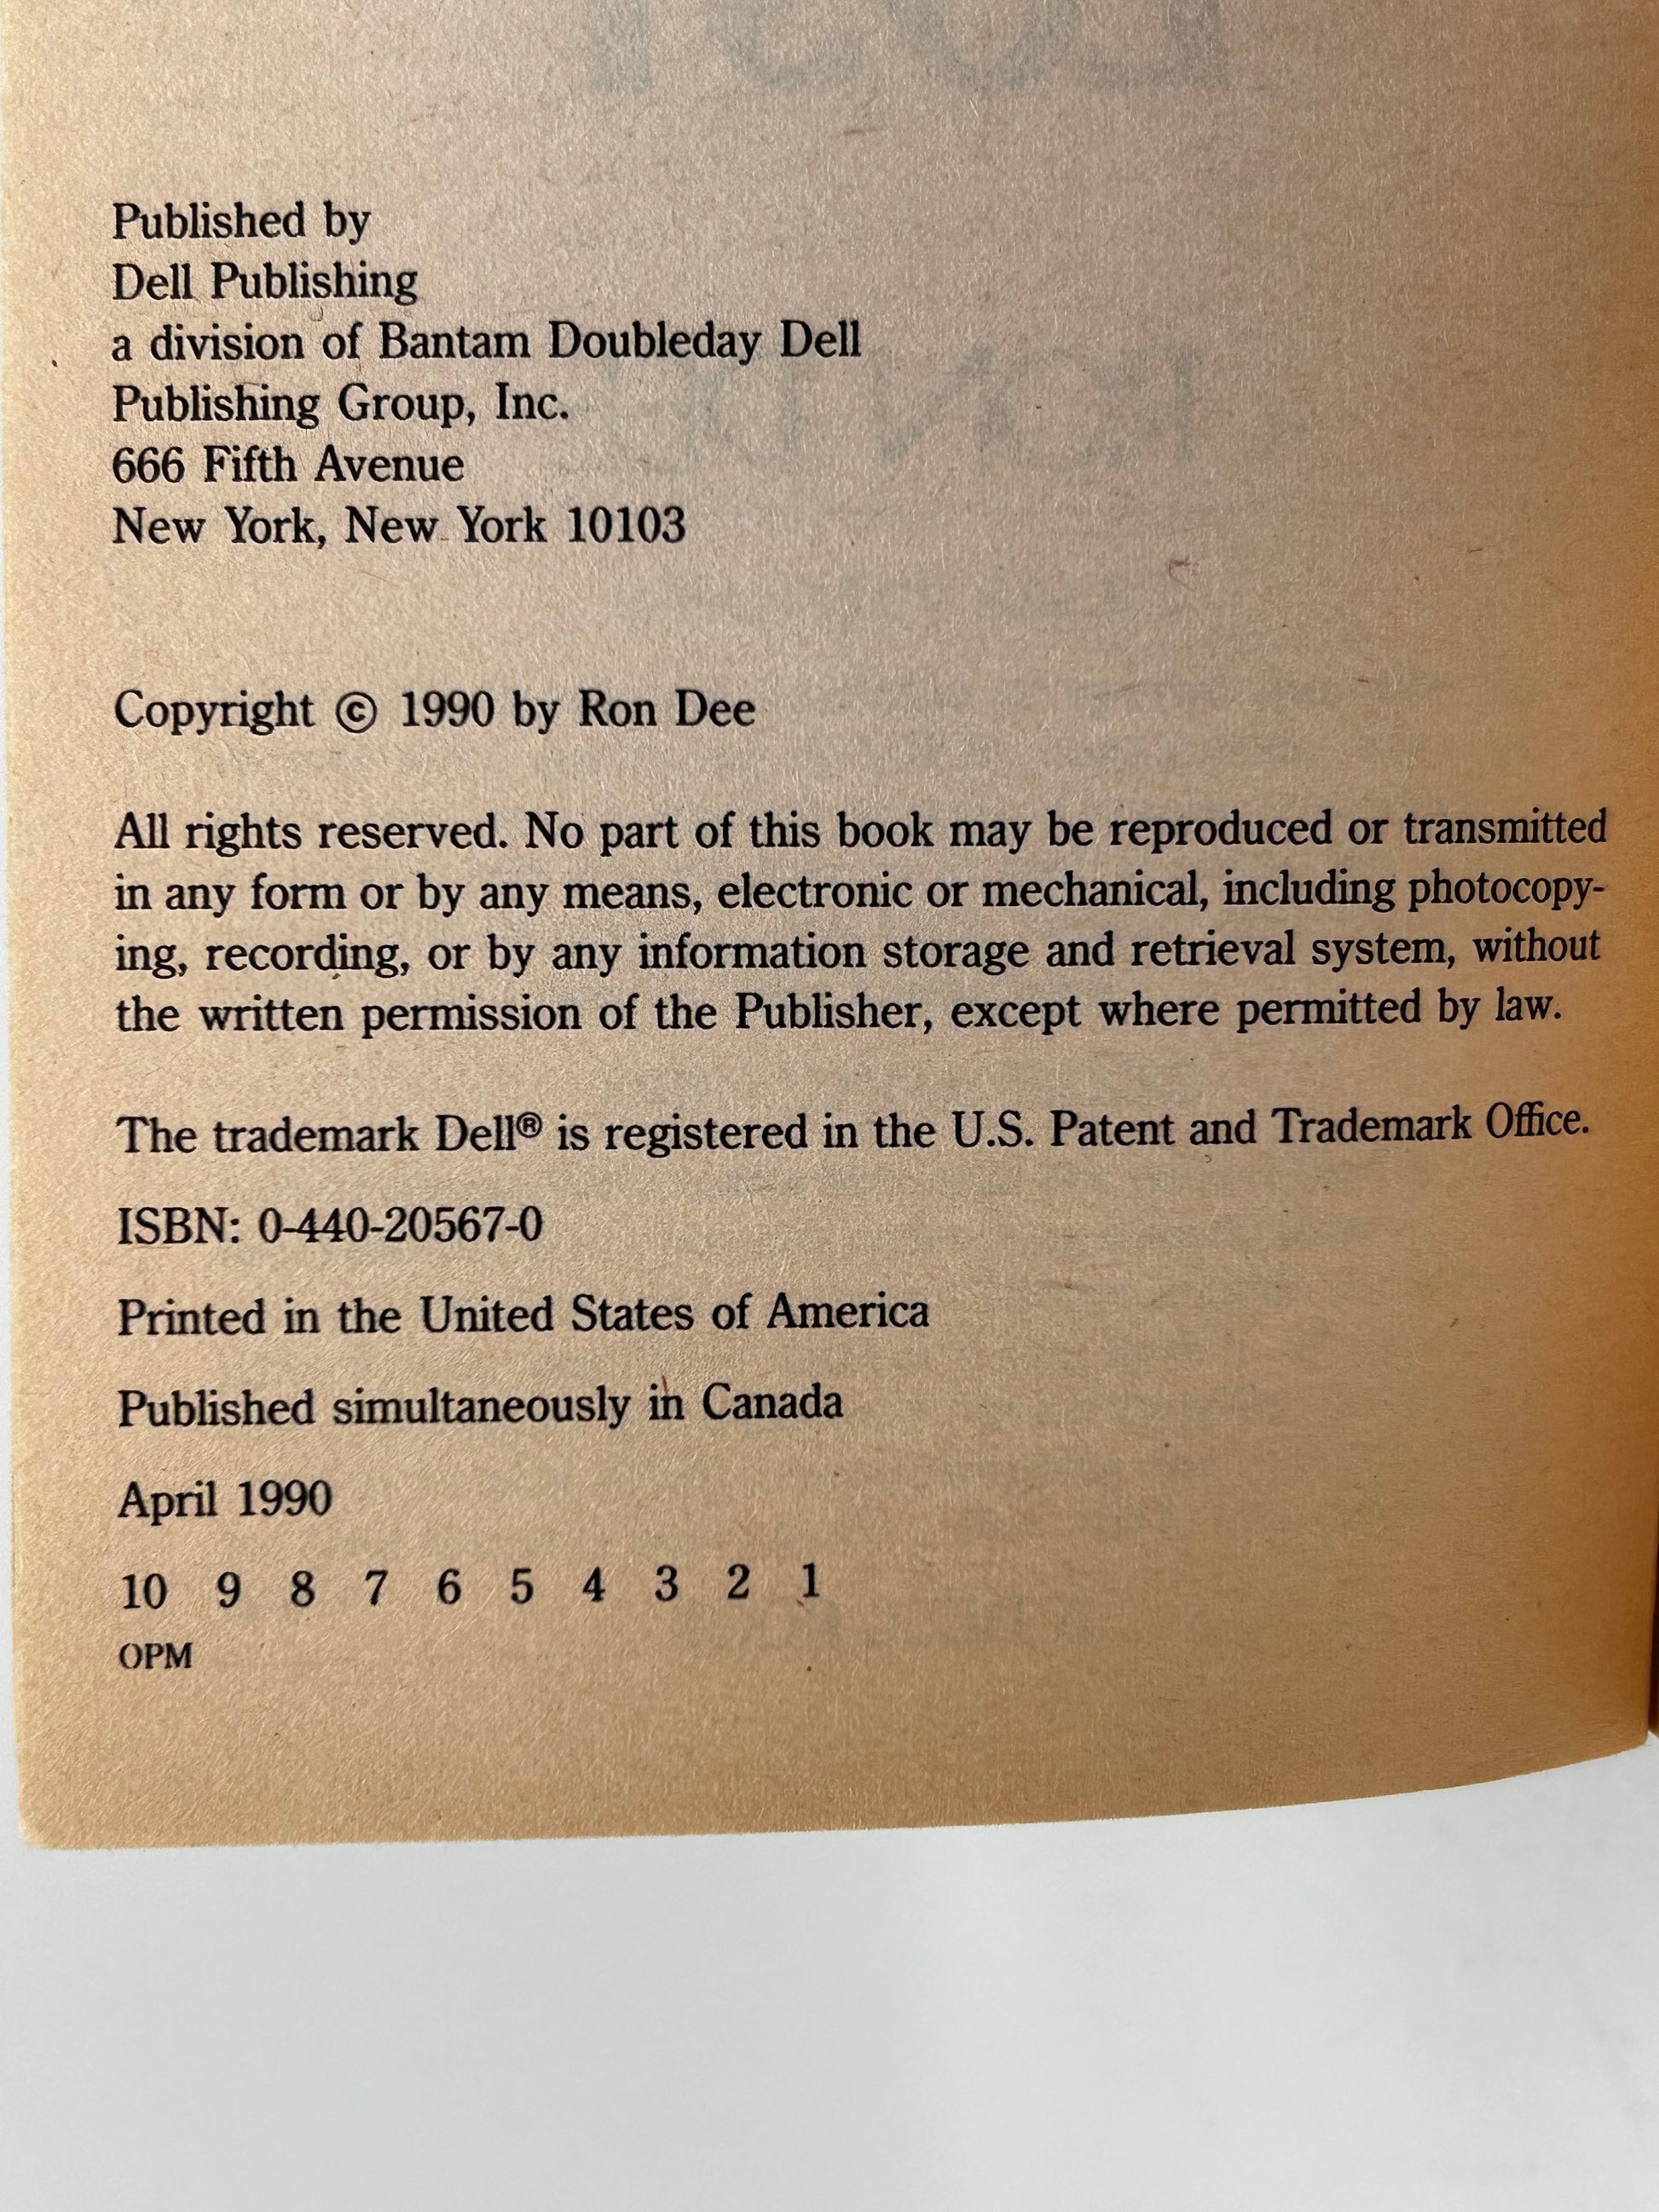 Published by
Dell Publishing
a division of Bantam Doubleday Dell
Publishing Group, Inc.
666 Fifth Avenue
New York, New York 10103
Copyright © 1990 by Ron Dee
All rights reserved. No part of this book may be reproduced or transmitted
in any form or by any means, electronic or mechanical, including photocopy-
ing, recording, or by any information storage and retrieval system, without
the written permission of the Publisher, except where permitted by law.
The trademark Dell® is registered in the U.S. Patent and Trademark Office.
ISBN: 0-440-20567-0
Printed in the United States of America
Published simultaneously in Canada
April 1990
10 9 8 7 6 5 4 3 2 1
OPM